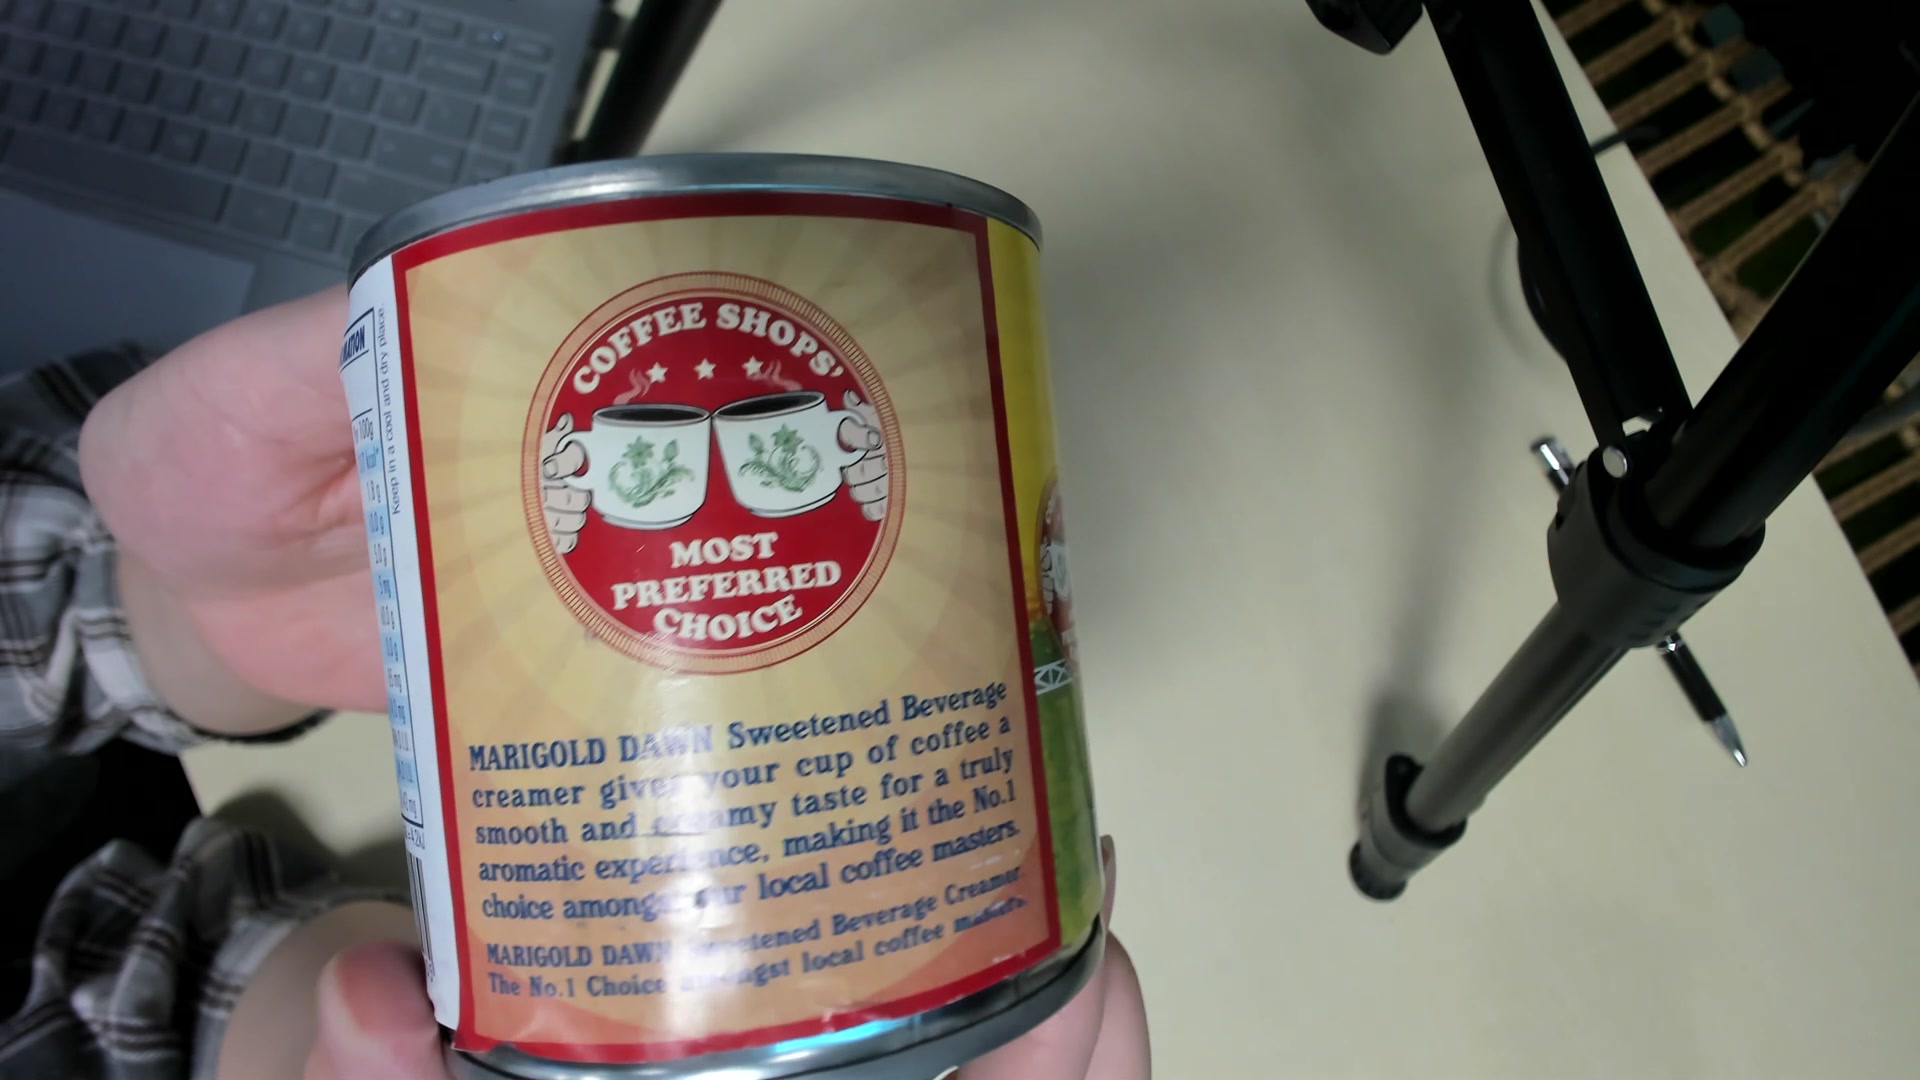 COFFEE SHOPS'
MOST
PREFERRED
CHOICE
MARIGOLD DAWN Sweetened Beverage
creamer gives your cup of coffee a
smooth and creamy taste for a truly
aromatic experience, making it the No.1
choice amongst our local coffee masters.
MARIGOLD DAWN Sweetened Beverage Creamer
The No.1 Choice amongst local coffee makers.
Keep in a cool and dry place.
100g